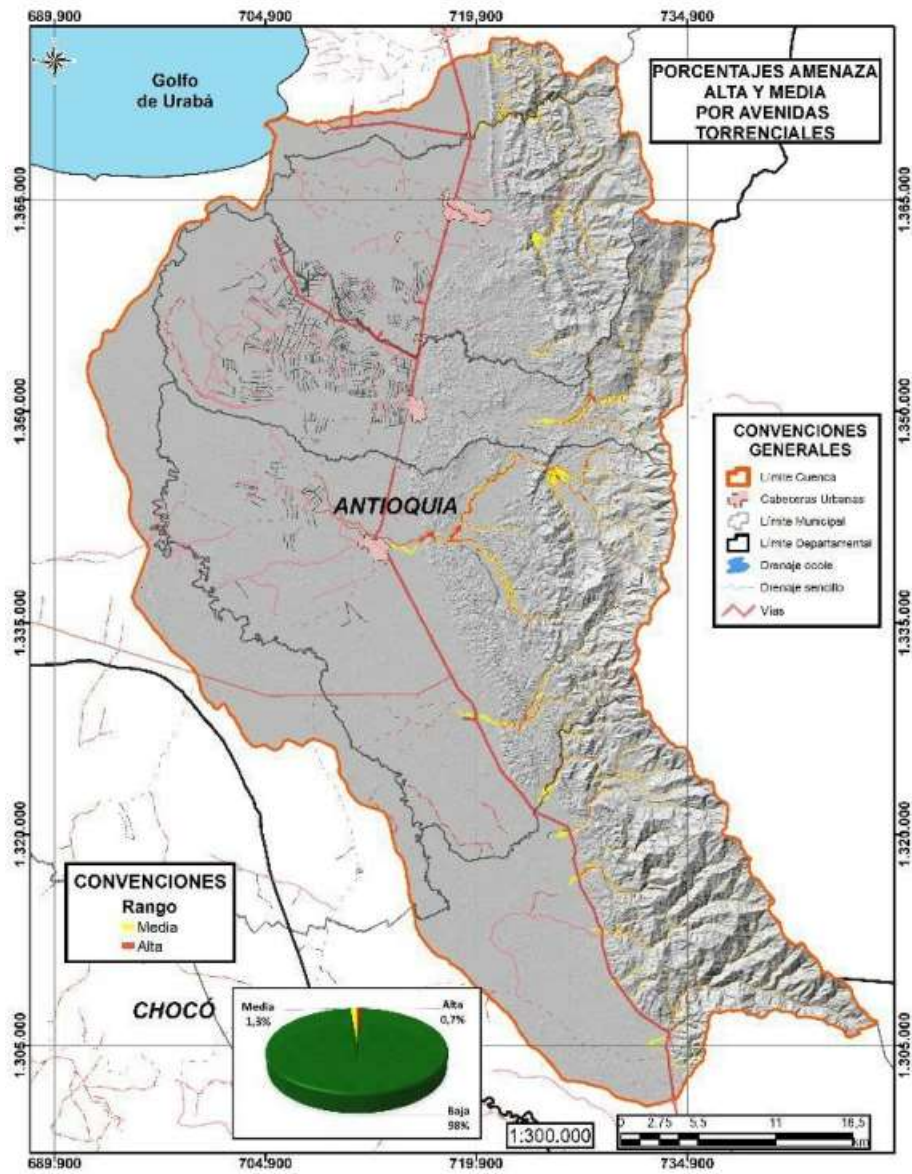 689,900 704,900 719,900 734,900
Golfo
de Urabá
PORCENTAJES AMENAZA
ALTA Y MEDIA
POR AVENIDAS
TORRENCIALES
1.365.000 1.365.000
1.350.000 1.350.000
CONVENCIONES
GENERALES
Límite Cuenca
Cabeceras Urbanas
Límite Municipal
Límite Departamental
Drenaje
Drenaje sencillo
Vías
ANTIOQUIA
1.335.000 1.335.000
1.320.000 1.320.000
CONVENCIONES
Rango
Media
Alta
CHOCÓ
Media
1,3%
Alta
0,7%
Baja
98%
1.305.000 1.305.000
1:300.000
0 2,75 5,5 11 16,5
km
689,900 704,900 719,900 734,900